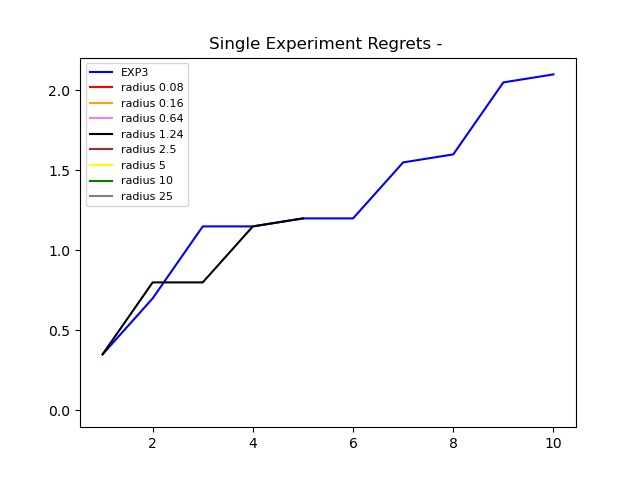 Single Experiment Regrets -
EXP3
radius 0.08
radius 0.16
radius 0.64
radius 1.24
radius 2.5
radius 5
radius 10
radius 25
2.0
1.5
1.0
0.5
0.0
2 4 6 8 10